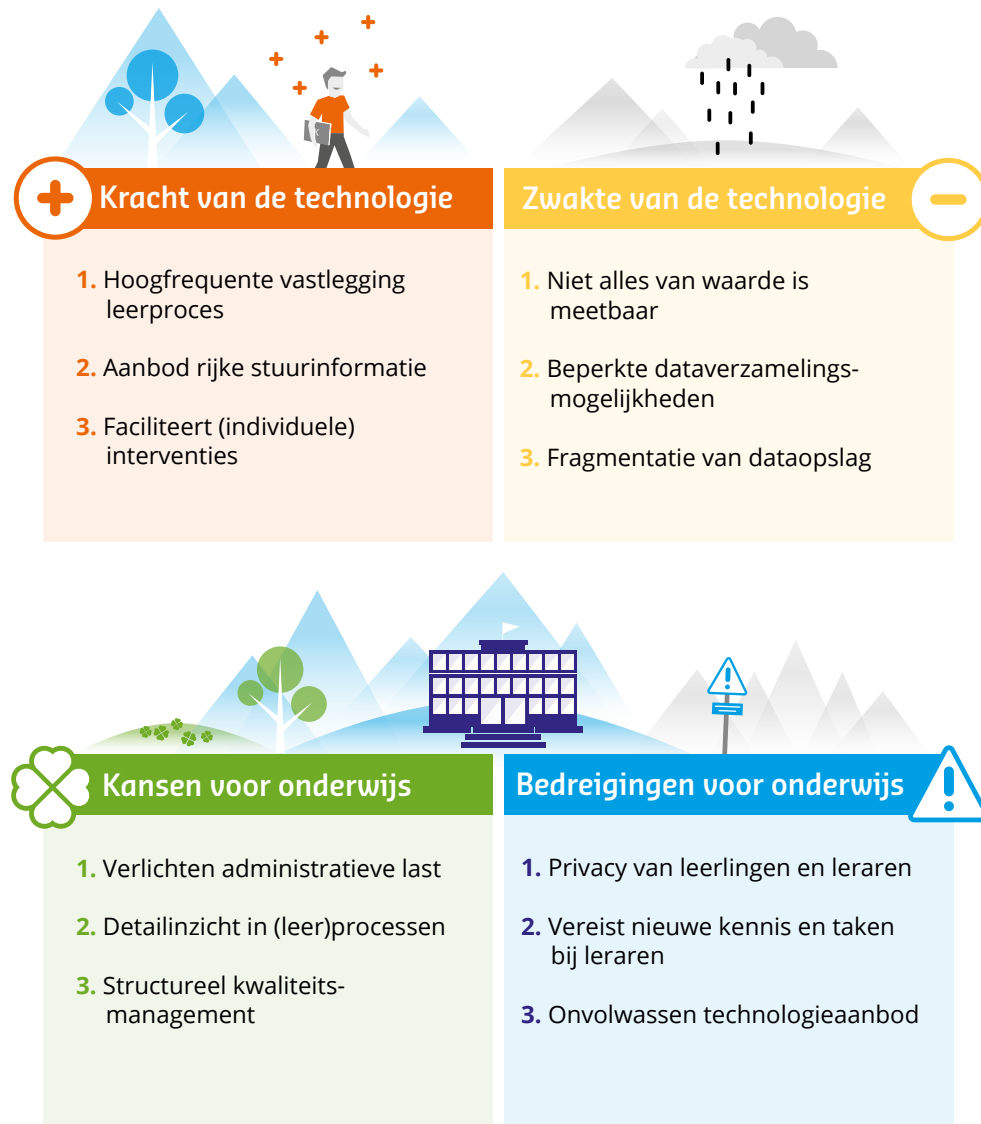 Kracht van de technologie
1. Hoogfrequente vastlegging
leerproces
2. Aanbod rijke stuurinformatie
3. Faciliteert (individuele)
interventies
Zwakte van de technologie
1. Niet alles van waarde is
meetbaar
2. Beperkte dataverzamelings-
mogelijkheden
3. Fragmentatie van dataopslag
Kansen voor onderwijs
1. Verlichten administratieve last
2. Detailinzicht in (leer)processen
3. Structureel kwaliteits-
management
Bedreigingen voor onderwijs
1. Privacy van leerlingen en leraren
2. Vereist nieuwe kennis en taken
bij leraren
3. Onvolwassen technologieaanbod